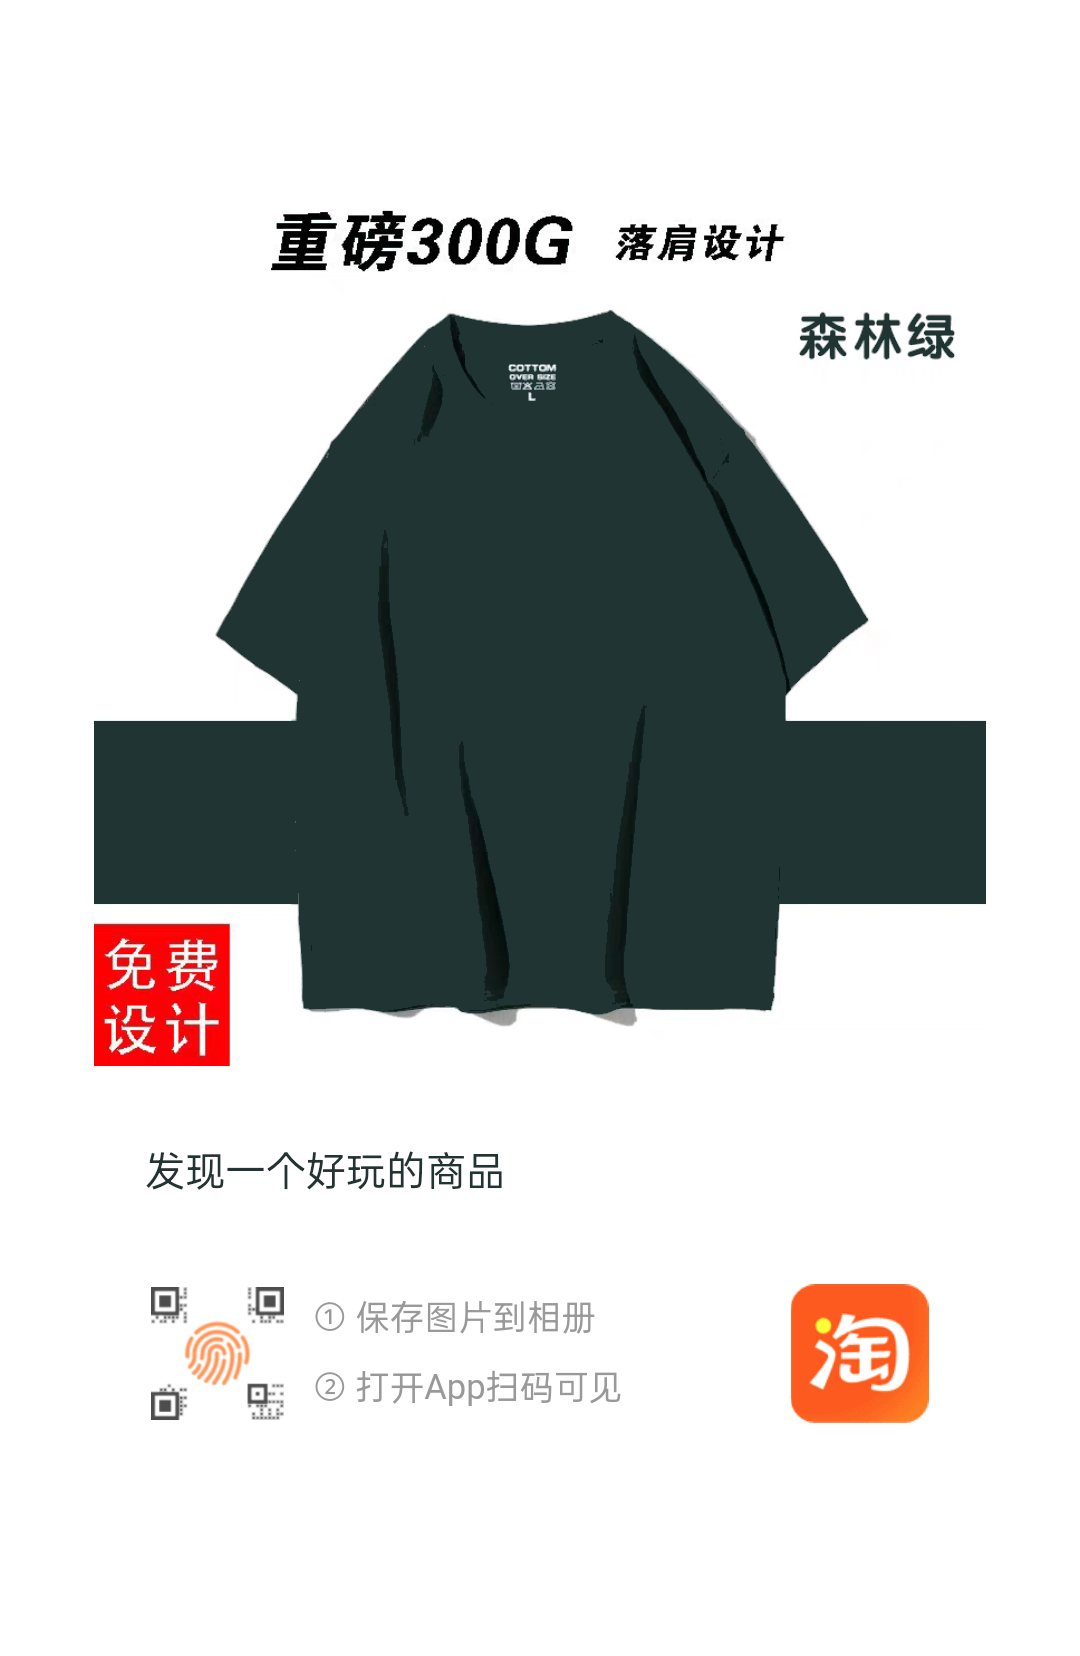 重磅300G 落肩设计
森林绿
COTTOM
OVER SIZE
L
免费
设计
发现一个好玩的商品
① 保存图片到相册
② 打开App扫码可见
淘